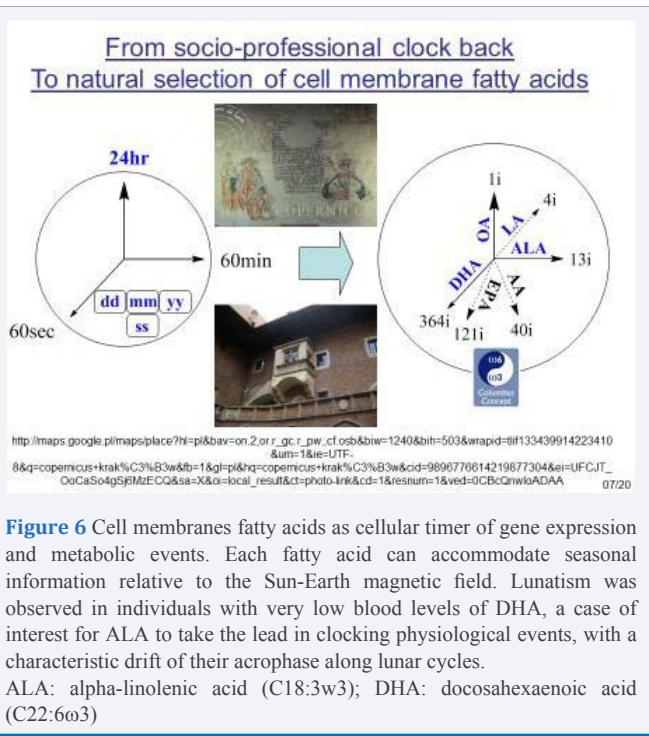 From socio-professional clock back
To natural selection of cell membrane fatty acids
24hr
60min
60sec
dd mm yy
ss
COPERNICO
1i
4i
13i
40i
121i
364i
OA
LA
ALA
AA
EPA
DHA
ω6
ω3
Columbus
Concept
http://maps.google.pl/maps/place?hl=pl&bav=on.2,or.r_gc.r_pw.,cf.osb&biw=1240&bih=503&wrapid=tlif133439914223410
&um=1&ie=UTF-
8&q=copernicus+krak%C3%B3w&fb=1&gl=pl&hq=copernicus+krak%C3%B3w&cid=9896776614219877304&ei=UFCJT_
OoCaSo4gSj6MzECQ&sa=X&oi=local_result&ct=photo-link&cd=1&resnum=1&ved=0CBcQnwIoADAA
07/20
Figure 6 Cell membranes fatty acids as cellular timer of gene expression
and metabolic events. Each fatty acid can accommodate seasonal
information relative to the Sun-Earth magnetic field. Lunatism was
observed in individuals with very low blood levels of DHA, a case of
interest for ALA to take the lead in clocking physiological events, with a
characteristic drift of their acrophase along lunar cycles.
ALA: alpha-linolenic acid (C18:3w3); DHA: docosahexaenoic acid
(C22:6ω3)